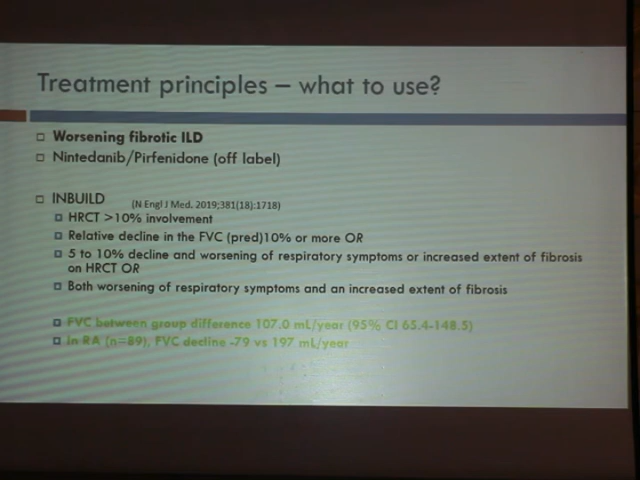 Treatment principles – what to use?
Worsening fibrotic ILD
Nintedanib/Pirfenidone (off label)
INBUILD (N Engl J Med. 2019;381(18):1718)
HRCT >10% involvement
Relative decline in the FVC (pred)10% or more OR
5 to 10% decline and worsening of respiratory symptoms or increased extent of fibrosis
on HRCT OR
Both worsening of respiratory symptoms and an increased extent of fibrosis
FVC between group difference 107.0 mL/year (95% CI 65.4-148.5)
In RA (n=89), FVC decline -79 vs 197 mL/year